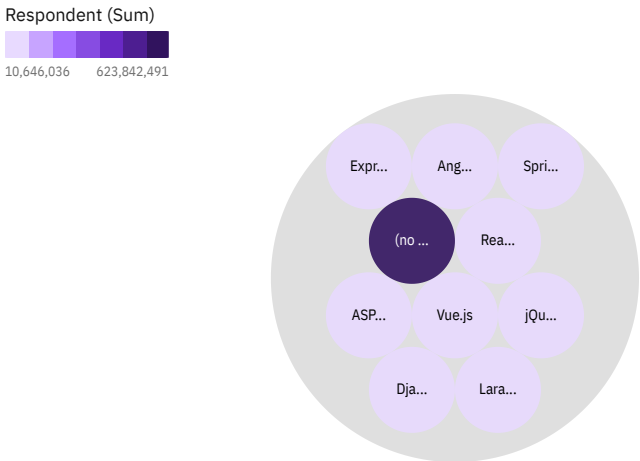 Respondent (Sum)
10,646,036 623,842,491
Expr... Ang... Spri...
(no ... Rea...
ASP... Vue.js jQu...
Dja... Lara...